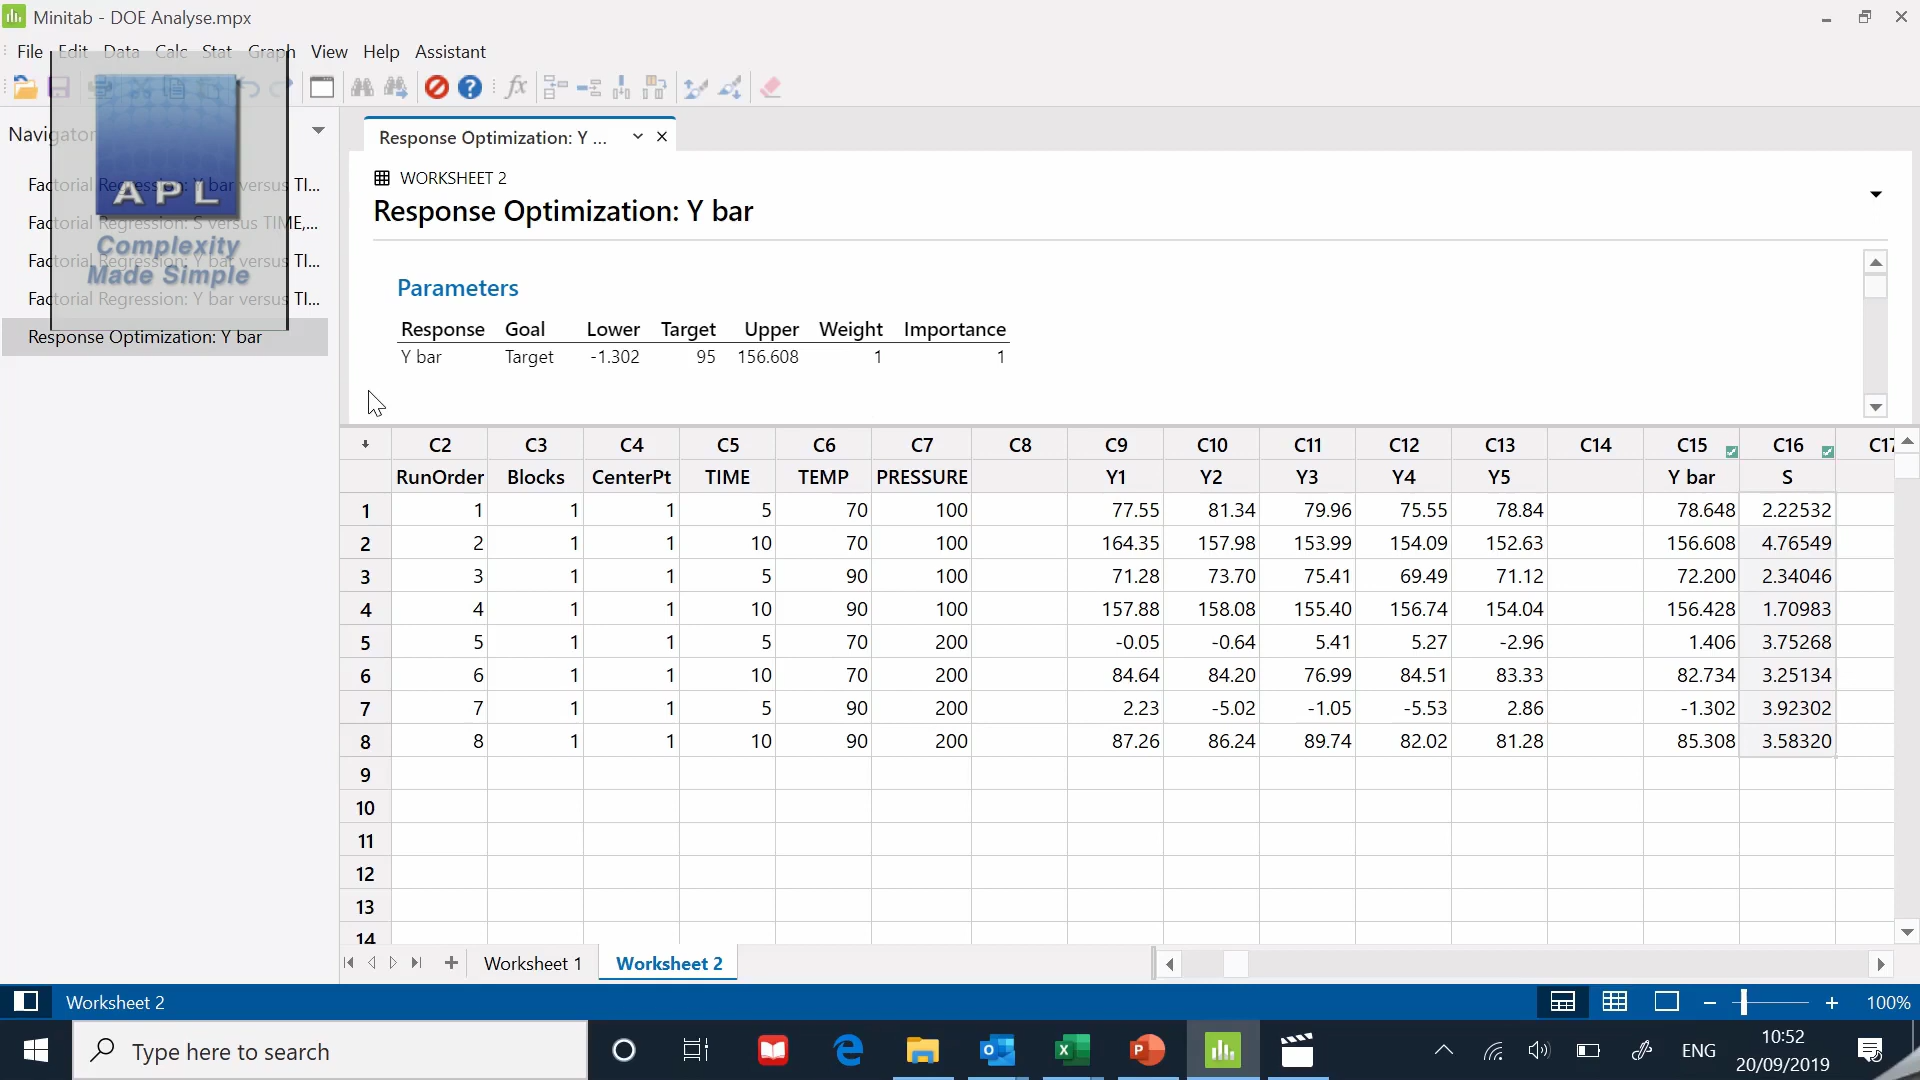 Minitab - DOE Analyse.mpx
File Edit Data Calc Stat Graph View Help Assistant
Navigator
Factorial Regression: Y bar versus TI...
Factorial Regression: S versus TIME,...
Factorial Regression: Y bar versus TI...
Factorial Regression: Y bar versus TI...
Response Optimization: Y bar
APL
Complexity
Made Simple
Response Optimization: Y ...
WORKSHEET 2
Response Optimization: Y bar
Parameters
Response Goal Lower Target Upper Weight Importance
Y bar Target -1.302 95 156.608 1 1
C2 C3 C4 C5 C6 C7 C8 C9 C10 C11 C12 C13 C14 C15 C16 C17
RunOrder Blocks CenterPt TIME TEMP PRESSURE Y1 Y2 Y3 Y4 Y5 Y bar S
1 1 1 1 5 70 100 77.55 81.34 79.96 75.55 78.84 78.648 2.22532
2 2 1 1 10 70 100 164.35 157.98 153.99 154.09 152.63 156.608 4.76549
3 3 1 1 5 90 100 71.28 73.70 75.41 69.49 71.12 72.200 2.34046
4 4 1 1 10 90 100 157.88 158.08 155.40 156.74 154.04 156.428 1.70983
5 5 1 1 5 70 200 -0.05 -0.64 5.41 5.27 -2.96 1.406 3.75268
6 6 1 1 10 70 200 84.64 84.20 76.99 84.51 83.33 82.734 3.25134
7 7 1 1 5 90 200 2.23 -5.02 -1.05 -5.53 2.86 -1.302 3.92302
8 8 1 1 10 90 200 87.26 86.24 89.74 82.02 81.28 85.308 3.58320
9
10
11
12
13
14
Worksheet 1 Worksheet 2
Worksheet 2
100%
Type here to search
ENG
10:52
20/09/2019